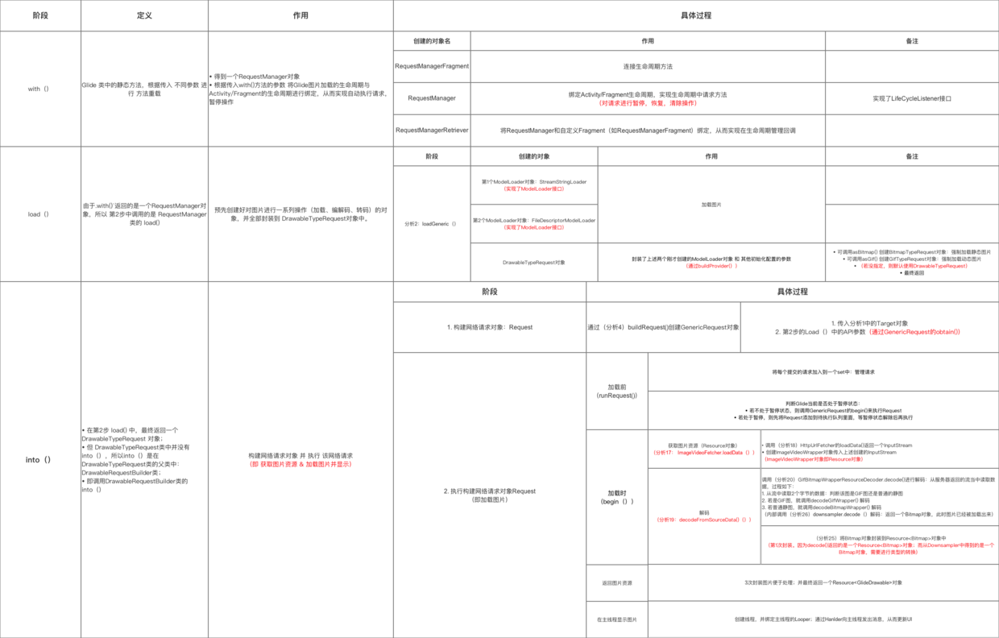 阶段
定义
作用
具体过程
with（）
Glide 类中的静态方法，根据传入 不同参数 进
行 方法重载
• 得到一个RequestManager对象
• 根据传入with()方法的参数 将Glide图片加载的生命周期与
Activity/Fragment的生命周期进行绑定，从而实现自动执行请求，
暂停操作
创建的对象名
作用
备注
RequestManagerFragment
连接生命周期方法
RequestManager
绑定Activity/Fragment生命周期，实现生命周期中请求方法
（对请求进行暂停，恢复，清除操作）
实现了LifeCycleListener接口
RequestManagerRetriever
将RequestManager和自定义Fragment（如RequestManagerFragment）绑定，从而实现在生命周期管理回调
load（）
由于.with()`返回的是一个RequestManager对
象，所以 第2步中调用的是 RequestManager
类的 load()
预先创建好对图片进行一系列操作（加载、编解码、转码）的对
象，并全部封装到 DrawableTypeRequest对象中。
阶段
创建的对象
作用
备注
分析2：loadGeneric（）
第1个ModelLoader对象：StreamStringLoader
（实现了ModelLoader接口）
加载图片
第2个ModelLoader对象：FileDescriptorModelLoader
（实现了ModelLoader接口）
DrawableTypeRequest对象
封装了上述两个刚才创建的ModelLoader对象 和 其他初始化配置的参数
（通过buildProvider()）
• 可调用asBitmap() 创建BitmapTypeRequest对象：强制加载静态图片
• 可调用asGif() 创建GifTypeRequest对象：强制加载动态图片
• （若没指定，则默认使用DrawableTypeRequest）
• 最终返回
into（）
• 在第2步 load() 中，最终返回一个
DrawableTypeRequest 对象；
• 但 DrawableTypeRequest类中并没有
into（），所以into（）是在
DrawableTypeRequest类的父类中：
DrawableRequestBuilder类；
• 即调用DrawableRequestBuilder类的
into（）
构建网络请求对象 并 执行 该网络请求
（即 获取图片资源 & 加载图片并显示）
阶段
具体过程
1. 构建网络请求对象：Request
通过（分析4）buildRequest()创建GenericRequest对象
1. 传入分析1中的Target对象
2. 第2步的Load（）中的API参数（通过GenericRequest的obtain()）
2. 执行构建网络请求对象Request
（即加载图片）
加载前
（runRequest()）
将每个提交的请求加入到一个set中：管理请求
判断Glide当前是否处于暂停状态：
• 若不处于暂停状态，则调用GenericRequest的begin()来执行Request
• 若处于暂停，则先将Request添加到待执行队列里面，等暂停状态解除后再执行
加载时
（begin（））
获取图片资源（Resource对象）
（分析17： ImageVideoFetcher.loadData（））
• 调用（分析18）HttpUrlFetcher的loadData()返回一个InputStream
• 创建ImageVideoWrapper对象传入上述创建的InputStream
（ImageVideoWrapper对象即Resource对象）
解码
（分析19：decodeFromSourceData()（））
调用（分析20）GifBitmapWrapperResourceDecoder.decode()进行解码：从服务器返回的流当中读取数
据，过程如下：
1. 从流中读取2个字节的数据：判断该图是GIF图还是普通的静图
2. 若是GIF图，就调用decodeGifWrapper() 解码
3. 若普通静图，就用调decodeBitmapWrapper() 解码
（内部调用（分析26）downsampler.decode（）解码：返回一个Bitmap对象，此时图片已经被加载出来）
（分析25）将Bitmap对象封装到Resource<Bitmap>对象中
（第1次封装。因为decode()返回的是一个Resource<Bitmap>对象；而从Downsampler中得到的是一个
Bitmap对象，需要进行类型的转换）
返回图片资源
3次封装图片便于处理；并最终返回一个Resource<GlideDrawable>对象
在主线程显示图片
创建线程，并绑定主线程的Looper；通过Hanlder向主线程发出消息，从而更新UI